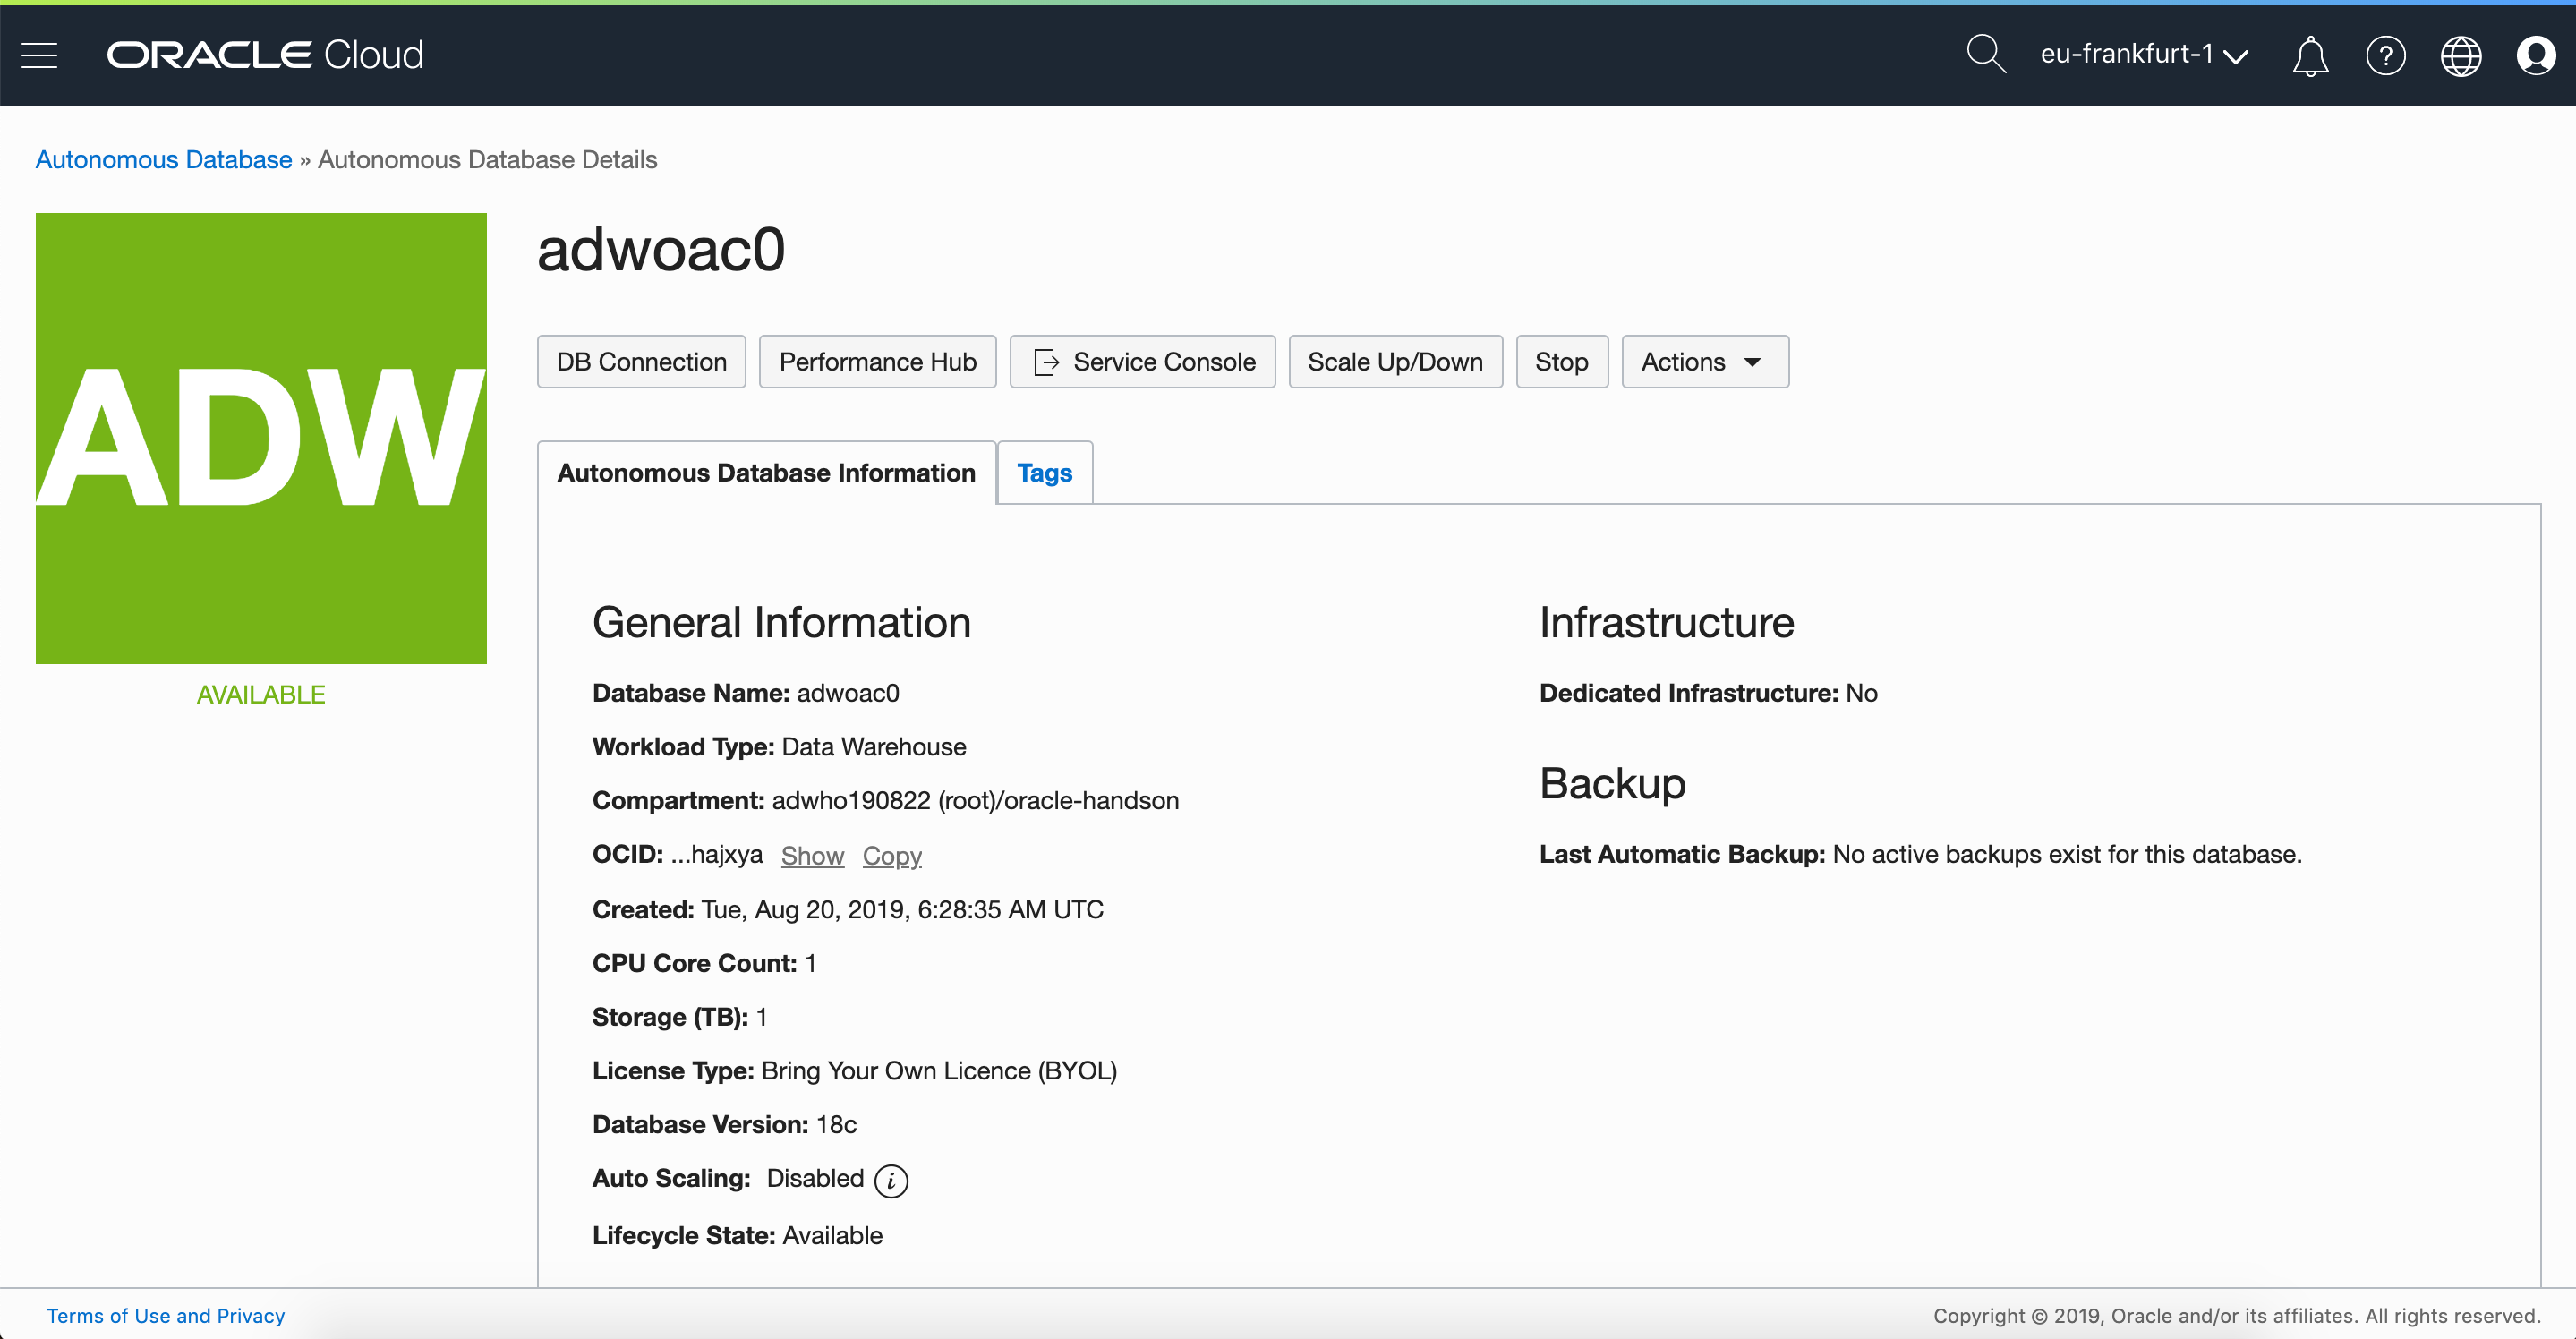 ORACLE Cloud
eu-frankfurt-1
Autonomous Database » Autonomous Database Details
ADW
AVAILABLE
adwoac0
DB Connection Performance Hub Service Console Scale Up/Down Stop Actions
Autonomous Database Information Tags
General Information
Database Name: adwoac0
Workload Type: Data Warehouse
Compartment: adwho190822 (root)/oracle-handson
OCID: ...hajxya Show Copy
Created: Tue, Aug 20, 2019, 6:28:35 AM UTC
CPU Core Count: 1
Storage (TB): 1
License Type: Bring Your Own Licence (BYOL)
Database Version: 18c
Auto Scaling: Disabled
Lifecycle State: Available
Infrastructure
Dedicated Infrastructure: No
Backup
Last Automatic Backup: No active backups exist for this database.
Terms of Use and Privacy
Copyright © 2019, Oracle and/or its affiliates. All rights reserved.